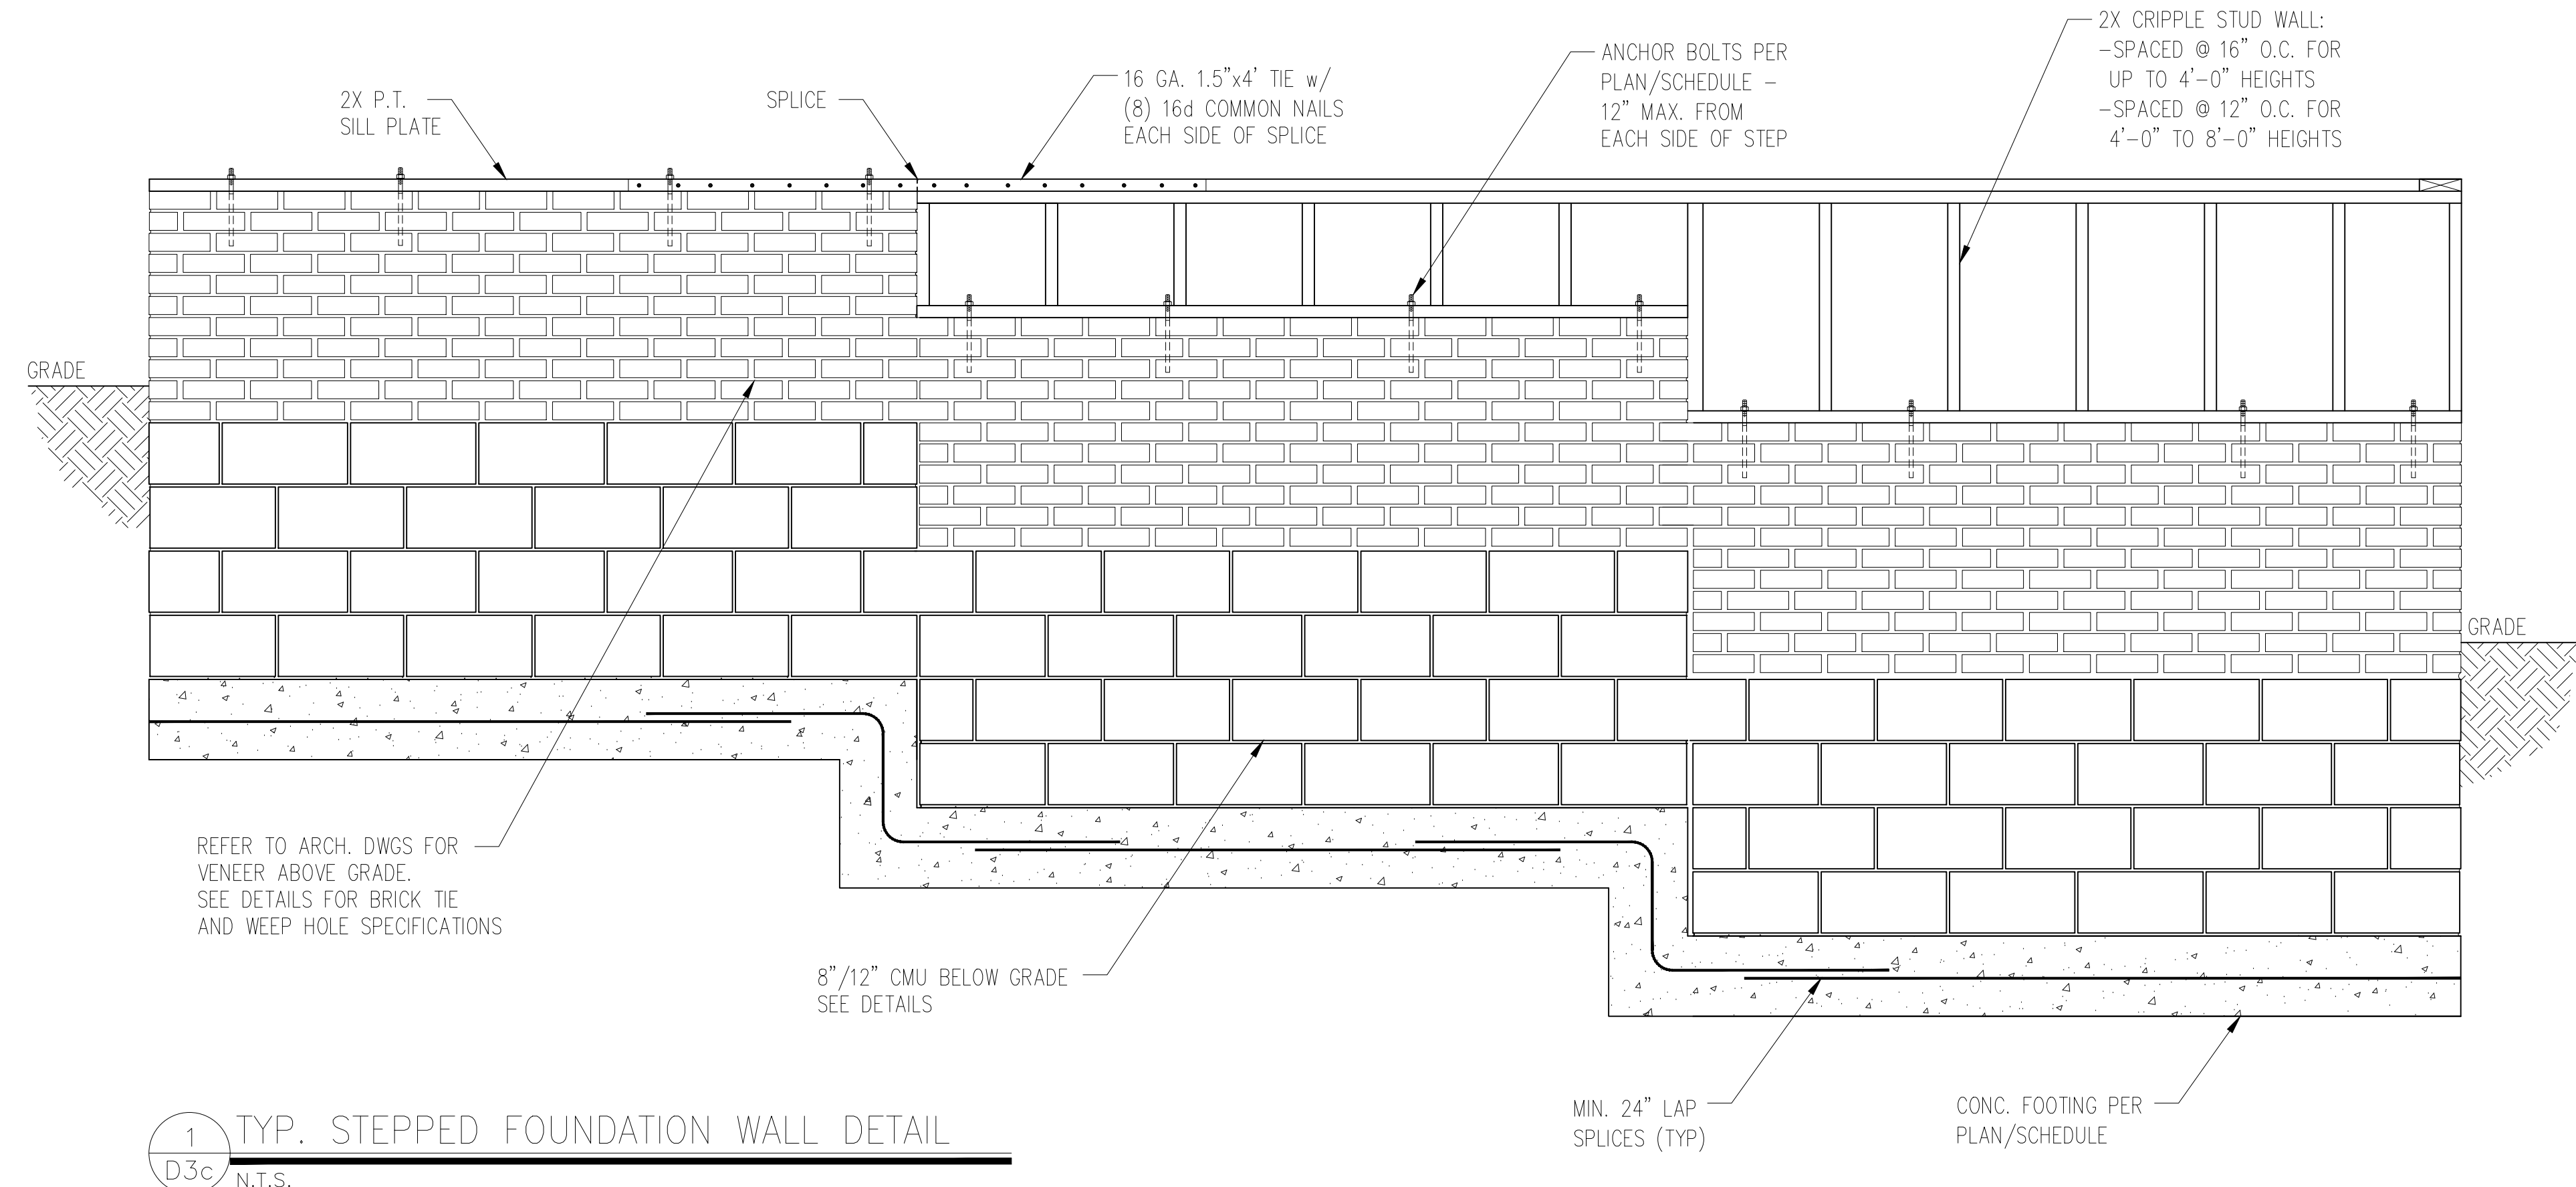 2X P.T.
SILL PLATE
SPLICE
16 GA. 1.5"x4' TIE w/
(8) 16d COMMON NAILS
EACH SIDE OF SPLICE
ANCHOR BOLTS PER
PLAN/SCHEDULE –
12" MAX. FROM
EACH SIDE OF STEP
2X CRIPPLE STUD WALL:
–SPACED @ 16" O.C. FOR
UP TO 4'–0" HEIGHTS
–SPACED @ 12" O.C. FOR
4'–0" TO 8'–0" HEIGHTS
GRADE
GRADE
REFER TO ARCH. DWGS FOR
VENEER ABOVE GRADE.
SEE DETAILS FOR BRICK TIE
AND WEEP HOLE SPECIFICATIONS
8"/12" CMU BELOW GRADE
SEE DETAILS
MIN. 24" LAP
SPLICES (TYP)
CONC. FOOTING PER
PLAN/SCHEDULE
1
D3c
TYP. STEPPED FOUNDATION WALL DETAIL
N.T.S.